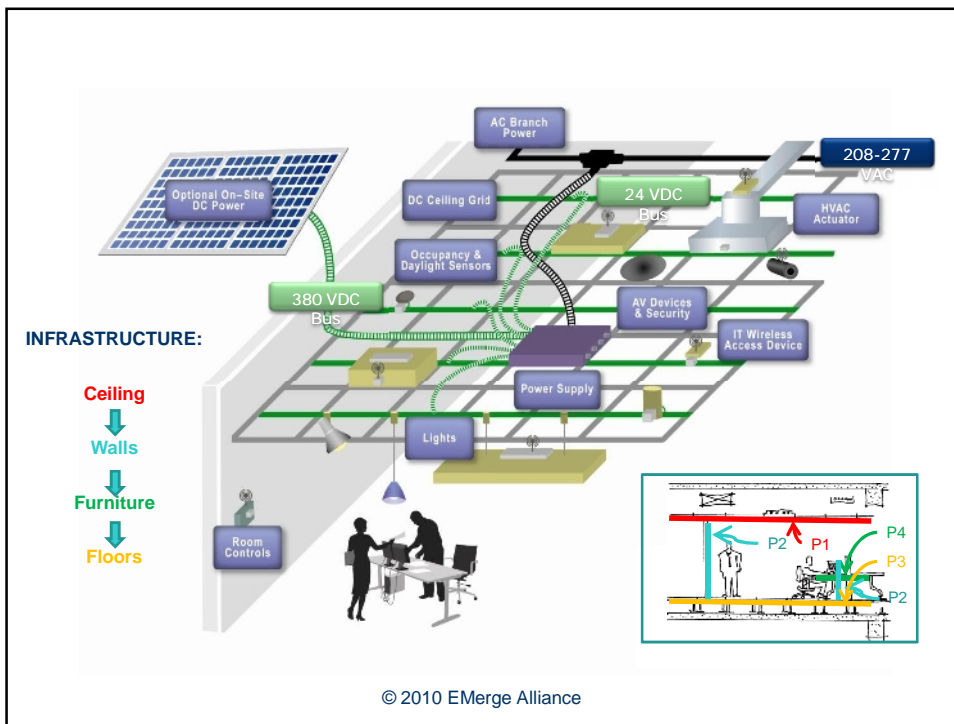 AC Branch
Power
208-277
VAC
Optional On-Site
DC Power
DC Ceiling Grid
24 VDC
Bus
HVAC
Actuator
Occupancy &
Daylight Sensors
380 VDC
Bus
AV Devices
& Security
IT Wireless
Access Device
INFRASTRUCTURE:
Power Supply
Ceiling
Walls
Furniture
Floors
Lights
Room
Controls
P2
P1
P4
P3
P2
© 2010 EMerge Alliance